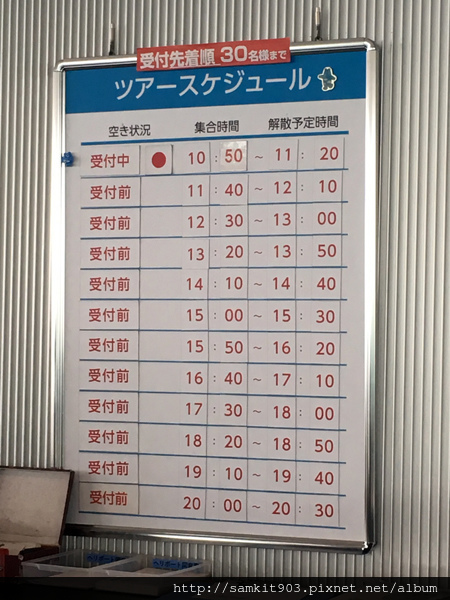 受付先着順 30名様まで
ツアースケジュール
空き状況 集合時間 解散予定時間
受付中 ● 10 : 50 ~ 11 : 20
受付前 11 : 40 ~ 12 : 10
受付前 12 : 30 ~ 13 : 00
受付前 13 : 20 ~ 13 : 50
受付前 14 : 10 ~ 14 : 40
受付前 15 : 00 ~ 15 : 30
受付前 15 : 50 ~ 16 : 20
受付前 16 : 40 ~ 17 : 10
受付前 17 : 30 ~ 18 : 00
受付前 18 : 20 ~ 18 : 50
受付前 19 : 10 ~ 19 : 40
受付前 20 : 00 ~ 20 : 30
http://samkit903.pixnet.net/album